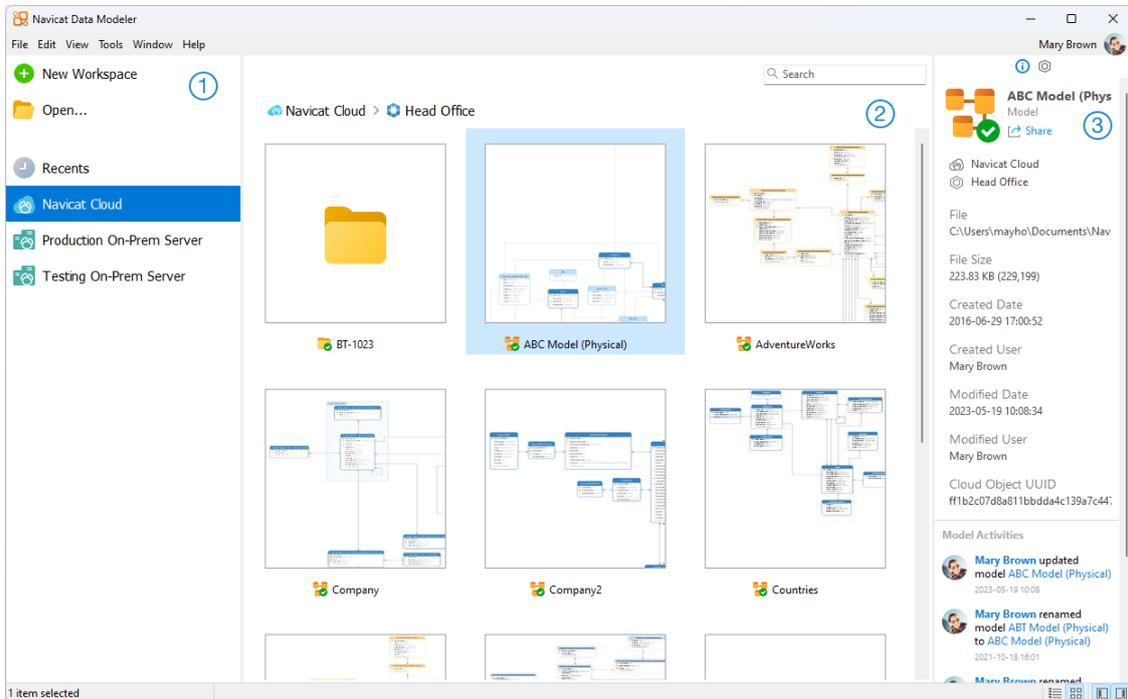 Navicat Data Modeler
File Edit View Tools Window Help
Mary Brown
New Workspace
1
Open...
Recents
Navicat Cloud
Production On-Prem Server
Testing On-Prem Server
Search
Navicat Cloud > Head Office
2
BT-1023
ABC Model (Physical)
AdventureWorks
Company
Company2
Countries
ABC Model (Phys
Model
Share
3
Navicat Cloud
Head Office
File
C:\Users\mayho\Documents\Nav
File Size
223.83 KB (229,199)
Created Date
2016-06-29 17:00:52
Created User
Mary Brown
Modified Date
2023-05-19 10:08:34
Modified User
Mary Brown
Cloud Object UUID
ff1b2c07d8a811bbdda4c139a7c447
Model Activities
Mary Brown updated
model ABC Model (Physical)
2023-05-19 10:08
Mary Brown renamed
model ABT Model (Physical)
to ABC Model (Physical)
2021-10-18 16:01
Mary Brown renamed
1 item selected